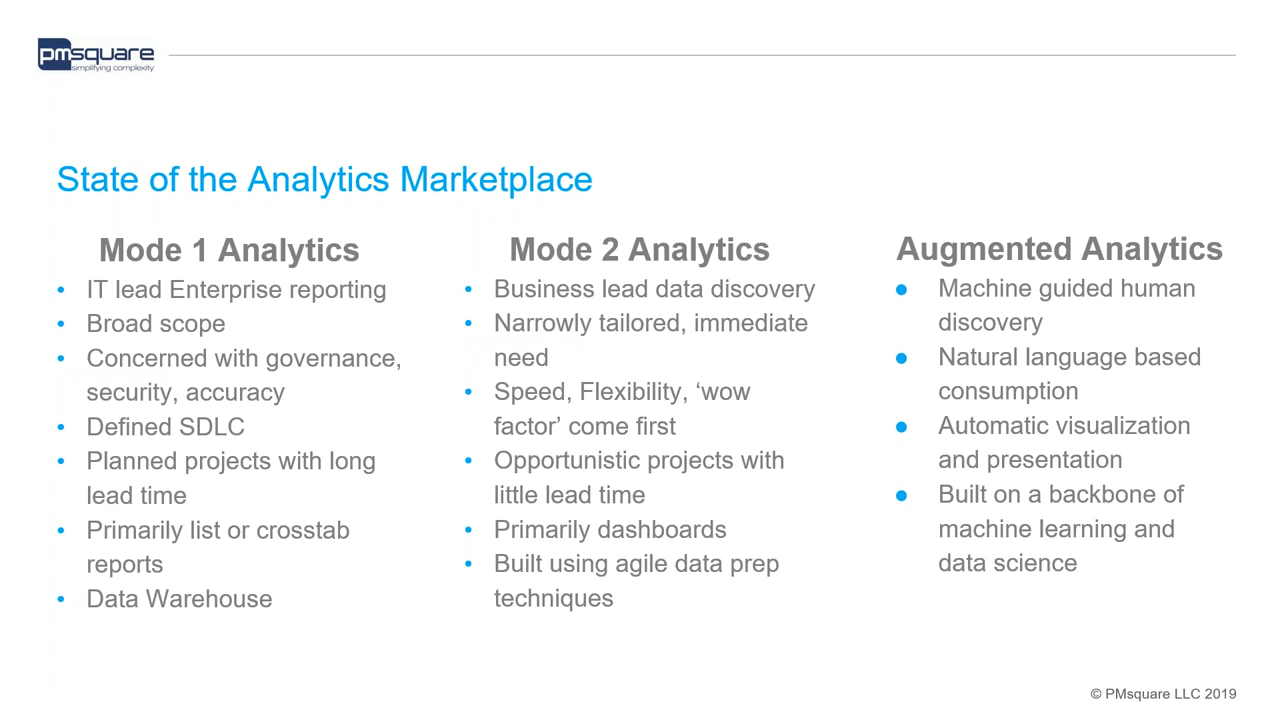 pmsquare
simplifying complexity
State of the Analytics Marketplace
Mode 1 Analytics
• IT lead Enterprise reporting
• Broad scope
• Concerned with governance,
security, accuracy
• Defined SDLC
• Planned projects with long
lead time
• Primarily list or crosstab
reports
• Data Warehouse
Mode 2 Analytics
• Business lead data discovery
• Narrowly tailored, immediate
need
• Speed, Flexibility, ‘wow
factor’ come first
• Opportunistic projects with
little lead time
• Primarily dashboards
• Built using agile data prep
techniques
Augmented Analytics
● Machine guided human
discovery
● Natural language based
consumption
● Automatic visualization
and presentation
● Built on a backbone of
machine learning and
data science
© PMsquare LLC 2019